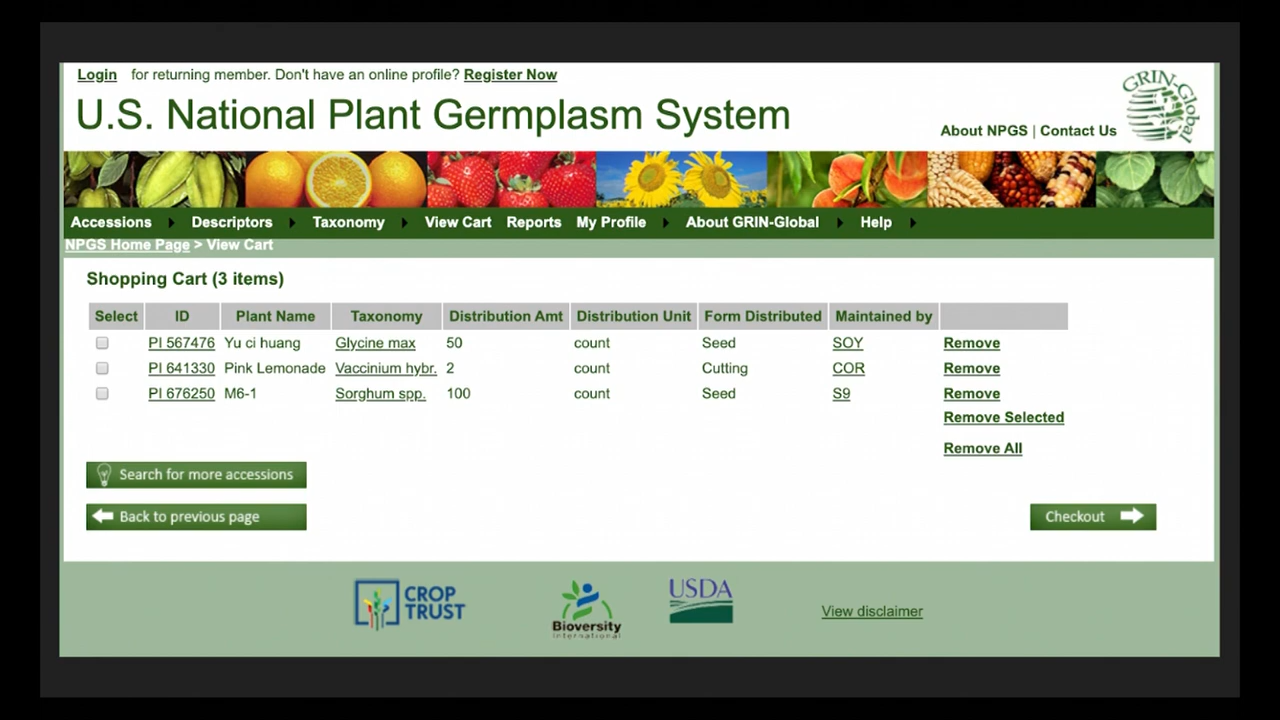 Login for returning member. Don't have an online profile? Register Now
U.S. National Plant Germplasm System
About NPGS | Contact Us
GRIN-Global
Accessions Descriptors Taxonomy View Cart Reports My Profile About GRIN-Global Help
NPGS Home Page > View Cart
Shopping Cart (3 items)
Select ID Plant Name Taxonomy Distribution Amt Distribution Unit Form Distributed Maintained by
PI 567476 Yu ci huang Glycine max 50 count Seed SOY Remove
PI 641330 Pink Lemonade Vaccinium hybr. 2 count Cutting COR Remove
PI 676250 M6-1 Sorghum spp. 100 count Seed S9 Remove
Remove Selected
Remove All
Search for more accessions
Back to previous page
Checkout
CROP
TRUST
Bioversity
International
USDA
View disclaimer